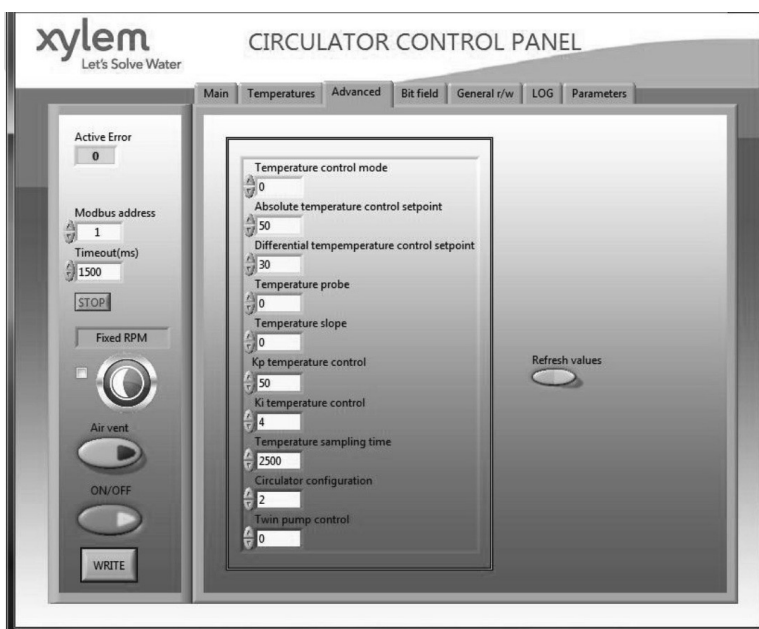 xylem
Let's Solve Water
CIRCULATOR CONTROL PANEL
Main Temperatures Advanced Bit field General r/w LOG Parameters
Active Error
0
Modbus address
1
Timeout(ms)
1500
STOP
Fixed RPM
Air vent
ON/OFF
WRITE
Temperature control mode
0
Absolute temperature control setpoint
50
Differential tempemperature control setpoint
30
Temperature probe
0
Temperature slope
0
Kp temperature control
50
Ki temperature control
4
Temperature sampling time
2500
Circulator configuration
2
Twin pump control
0
Refresh values